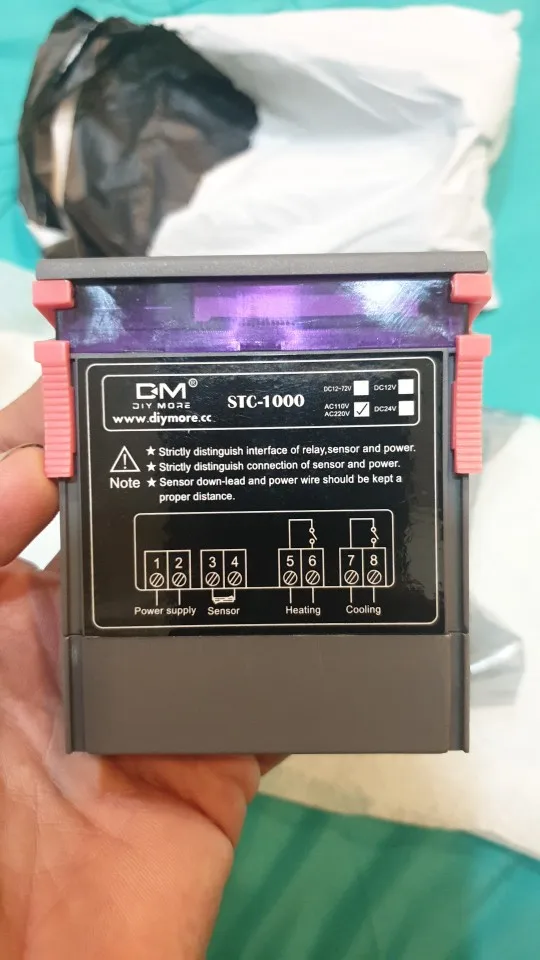 DM®
DIY MORE
www.diymore.cc
STC-1000
DC12~72V
DC12V
AC110V
AC220V
DC24V
Note
★ Strictly distinguish interface of relay,sensor and power.
★ Strictly distinguish connection of sensor and power.
★ Sensor down-lead and power wire should be kept a
proper distance.
1 2 3 4 5 6 7 8
Power supply Sensor Heating Cooling